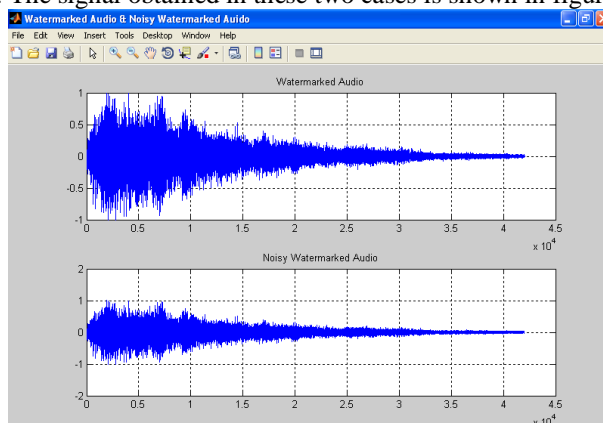 The signal obtained in these two cases is shown in figu
Watermarked Audio & Noisy Watermarked Auido
File Edit View Insert Tools Desktop Window Help
Watermarked Audio
1
0.5
0
-0.5
-1
0 0.5 1 1.5 2 2.5 3 3.5 4 4.5
x 10^4
Noisy Watermarked Audio
2
1
0
-1
-2
0 0.5 1 1.5 2 2.5 3 3.5 4 4.5
x 10^4